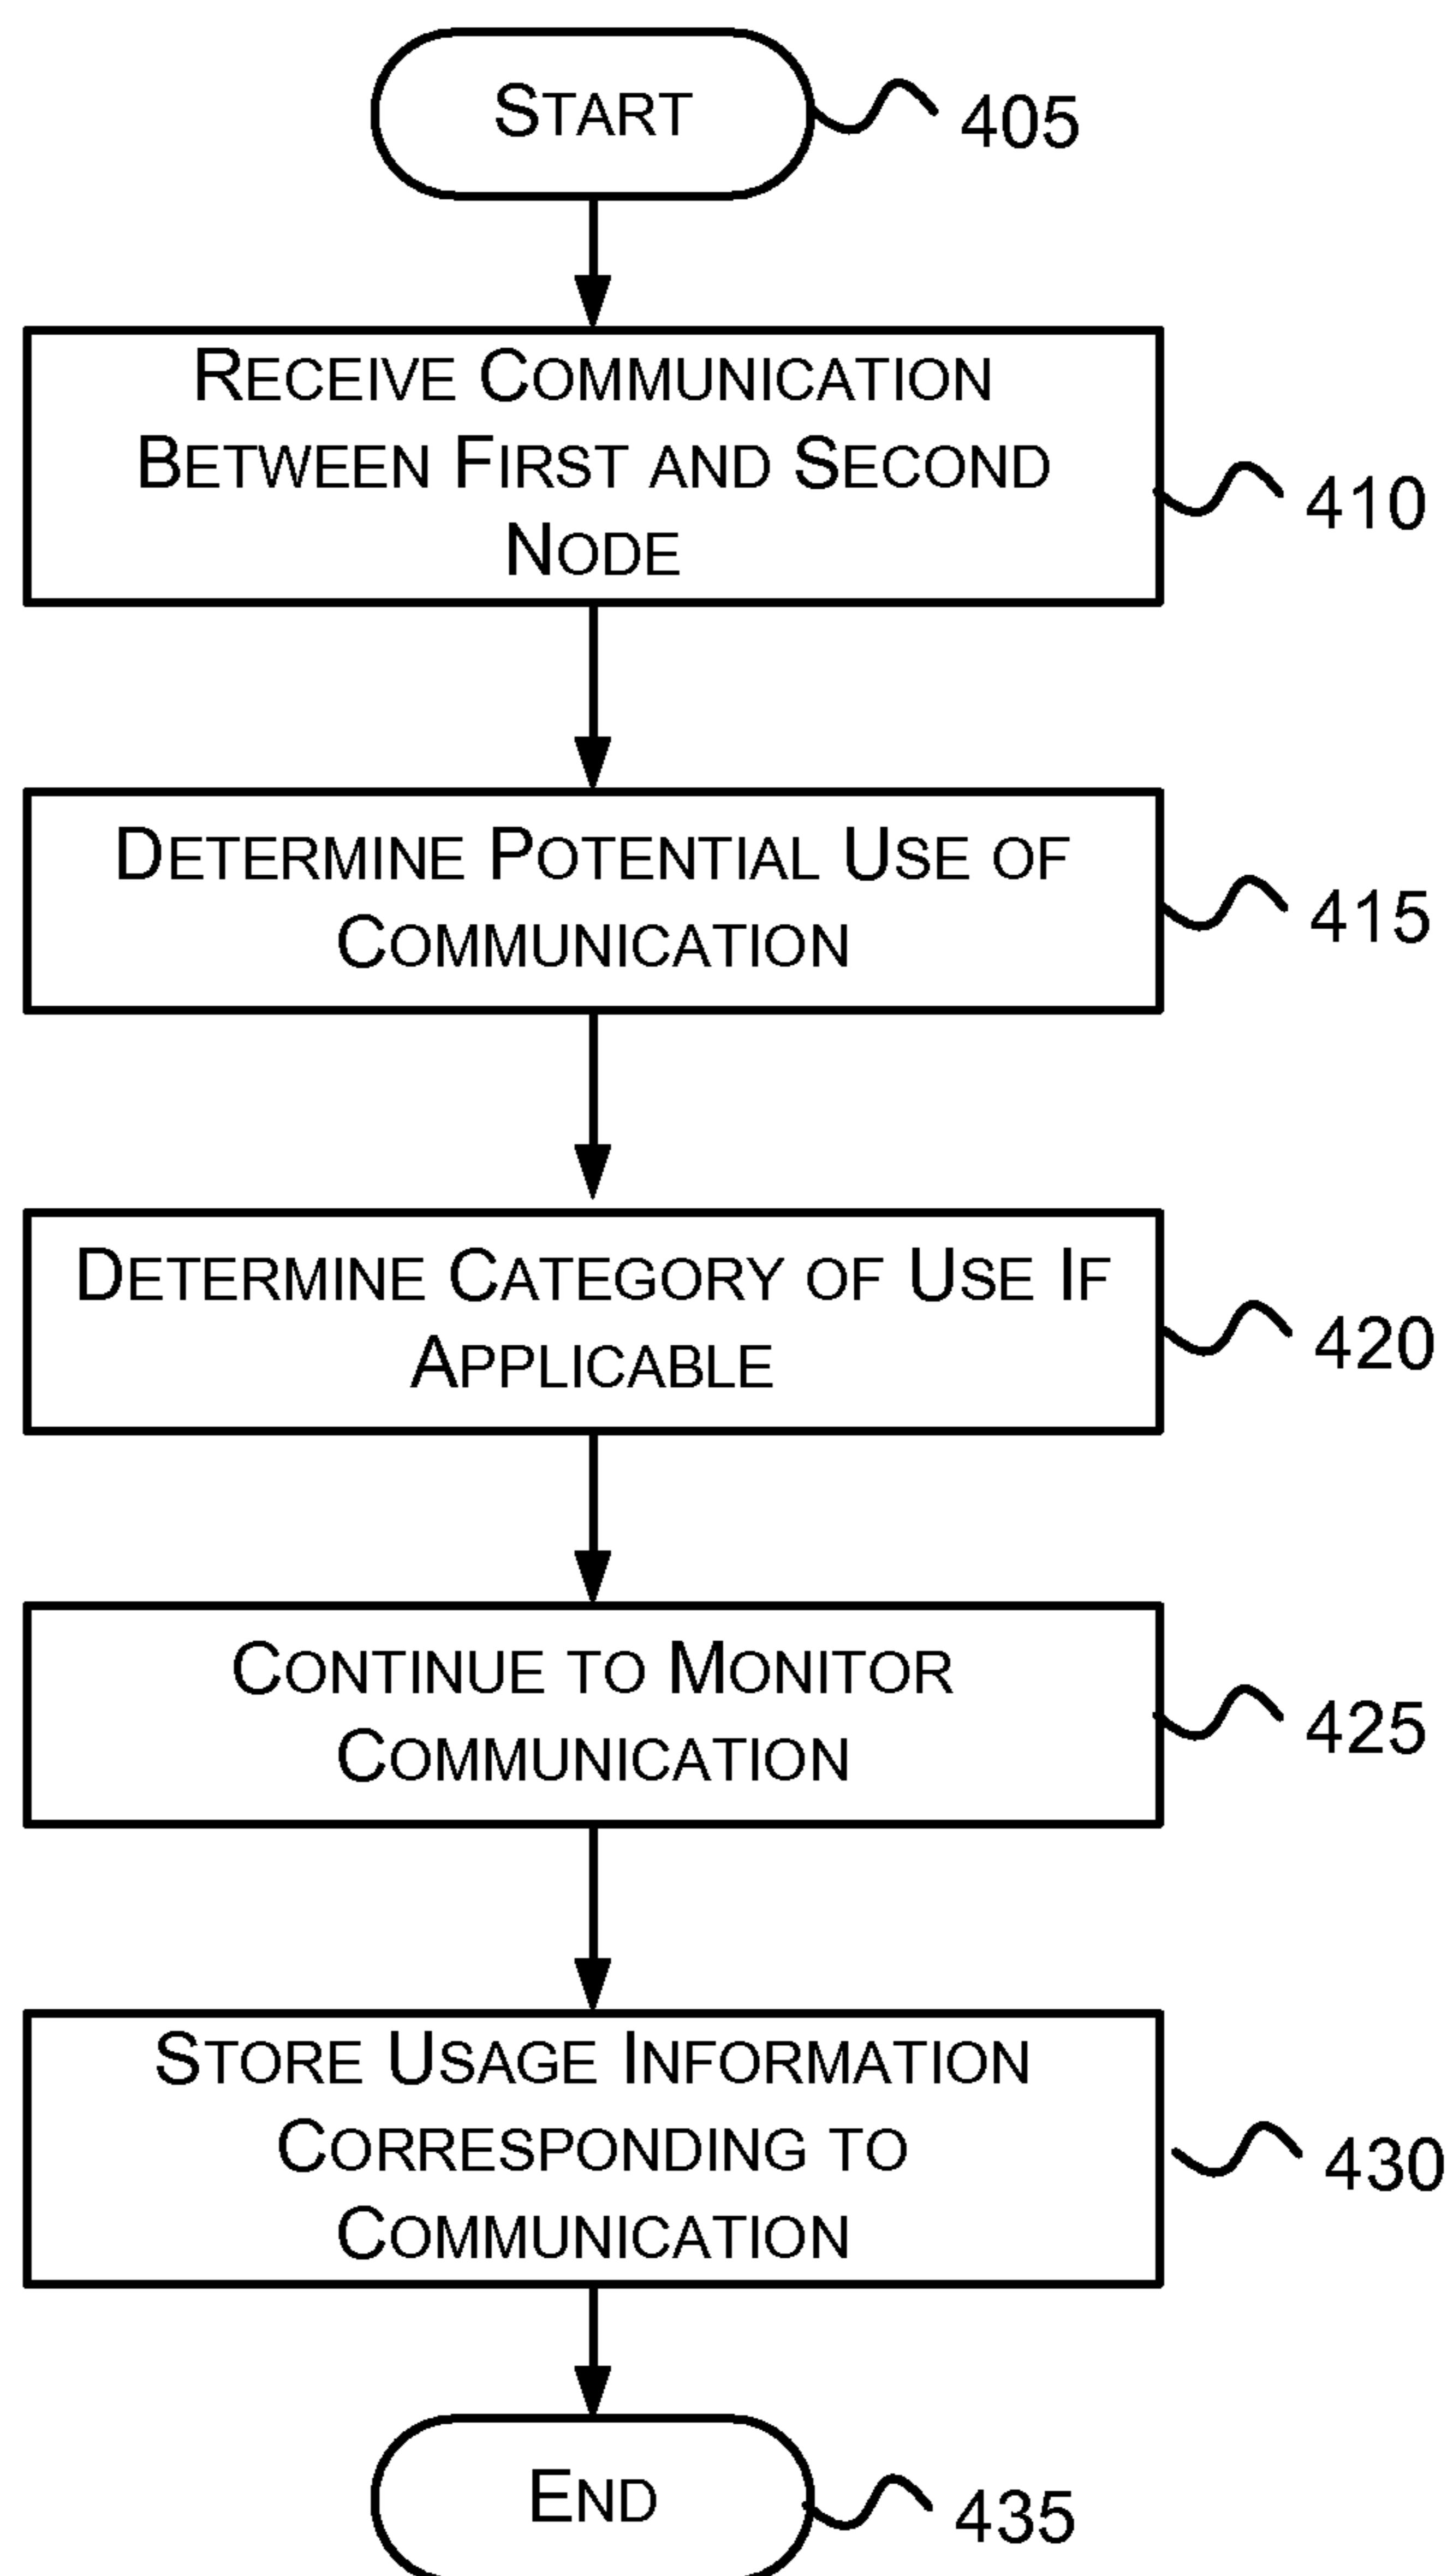 START
405
RECEIVE COMMUNICATION
BETWEEN FIRST AND SECOND
NODE
410
DETERMINE POTENTIAL USE OF
COMMUNICATION
415
DETERMINE CATEGORY OF USE IF
APPLICABLE
420
CONTINUE TO MONITOR
COMMUNICATION
425
STORE USAGE INFORMATION
CORRESPONDING TO
COMMUNICATION
430
END
435